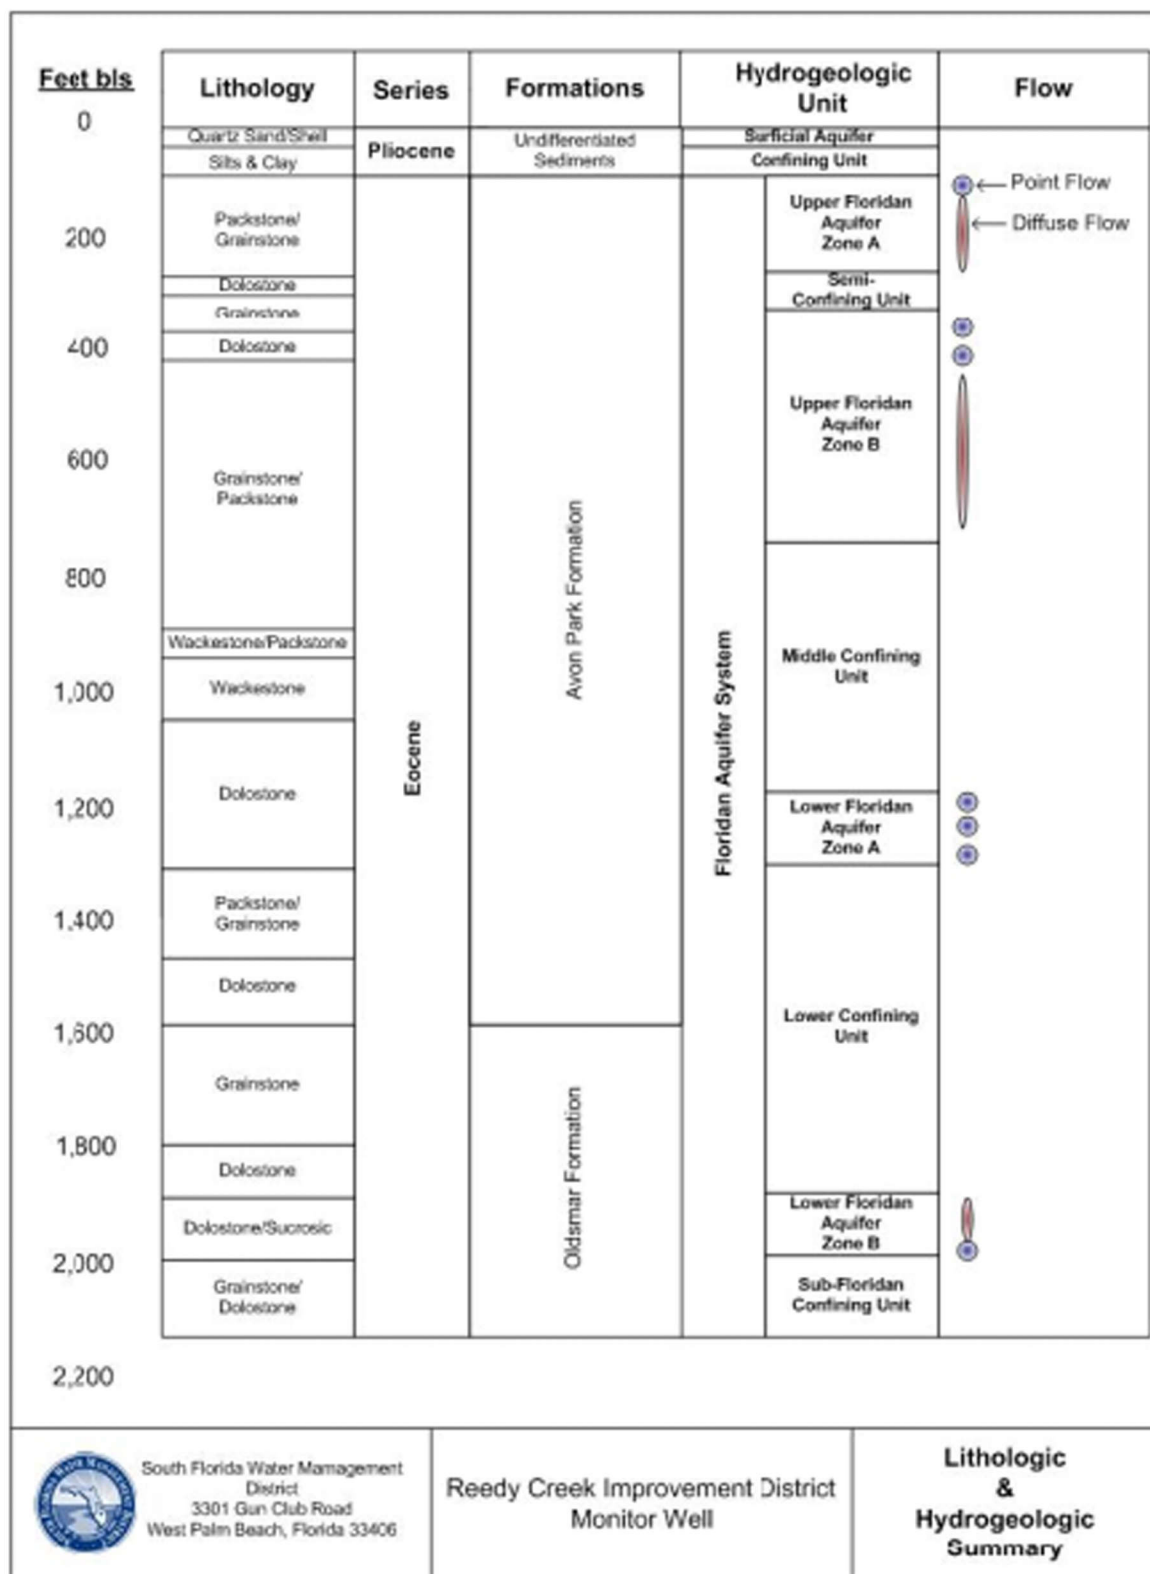 Feet bls
Lithology
Series
Formations
Hydrogeologic
Unit
Flow
0
200
400
600
800
1,000
1,200
1,400
1,600
1,800
2,000
2,200
Quartz Sand/Shell
Silts & Clay
Packstone/
Grainstone
Dolostone
Grainstone
Dolostone
Grainstone/
Packstone
Wackestone/Packstone
Wackestone
Dolostone
Packstone/
Grainstone
Dolostone
Grainstone
Dolostone
Dolostone/Sucrosic
Grainstone/
Dolostone
Pliocene
Eocene
Undifferentiated
Sediments
Avon Park Formation
Oldsmar Formation
Surficial Aquifer
Confining Unit
Floridan Aquifer System
Upper Floridan
Aquifer
Zone A
Semi-
Confining Unit
Upper Floridan
Aquifer
Zone B
Middle Confining
Unit
Lower Floridan
Aquifer
Zone A
Lower Confining
Unit
Lower Floridan
Aquifer
Zone B
Sub-Floridan
Confining Unit
Point Flow
Diffuse Flow
South Florida Water Mamagement
District
3301 Gun Club Road
West Palm Beach, Florida 33406
Reedy Creek Improvement District
Monitor Well
Lithologic
&
Hydrogeologic
Summary